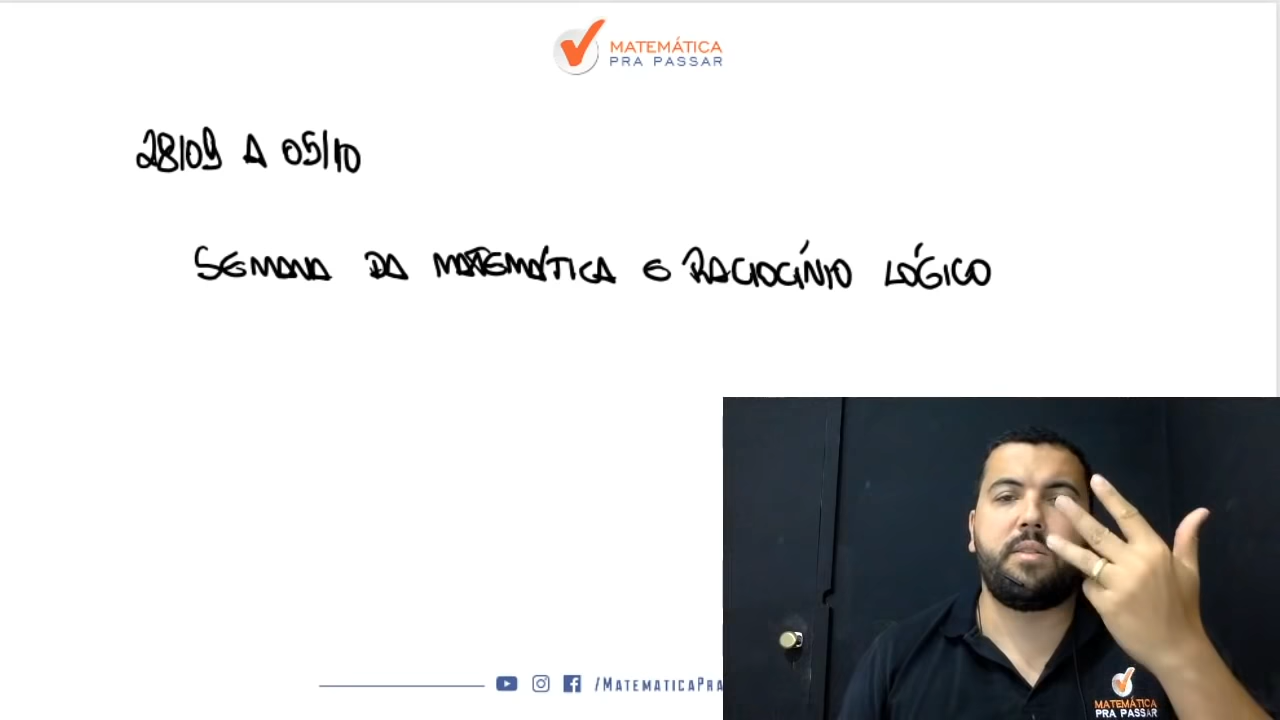 MATEMÁTICA
PRA PASSAR
28/09 A 05/10
SEMANA DA MATEMÁTICA E RACIOCÍNIO LÓGICO
/MATEMATICAPRA
MATEMÁTICA
PRA PASSAR